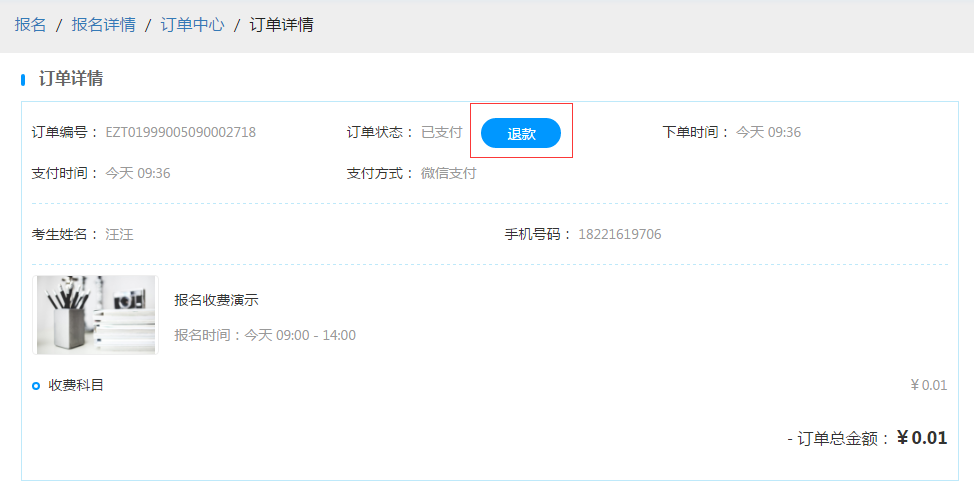 报名 / 报名详情 / 订单中心 / 订单详情
订单详情
订单编号： EZT01999005090002718 订单状态： 已支付 退款 下单时间： 今天 09:36
支付时间： 今天 09:36 支付方式： 微信支付
考生姓名： 汪汪 手机号码： 18221619706
报名收费演示
报名时间：今天 09:00 - 14:00
收费科目 ￥0.01
- 订单总金额： ￥0.01